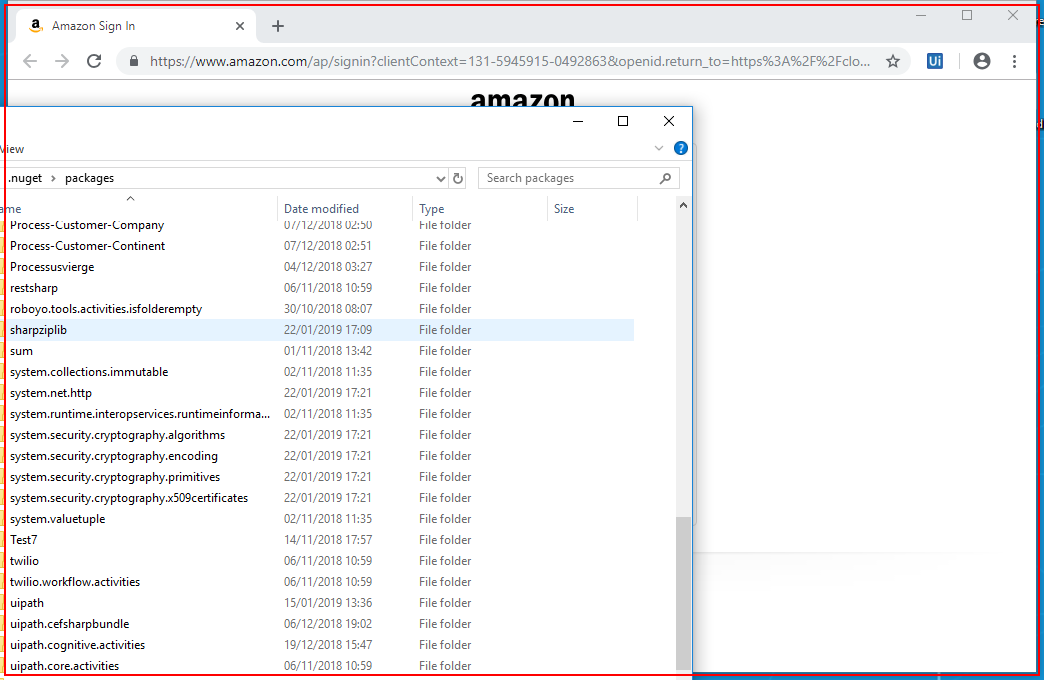 Amazon Sign In
https://www.amazon.com/ap/signin?clientContext=131-5945915-0492863&openid.return_to=https%3A%2F%2Fclo...
Ui
amazon
View
?
.nuget > packages
Search packages
Date modified Type Size
Process-Customer-Company 07/12/2018 02:50 File folder
Process-Customer-Continent 07/12/2018 02:51 File folder
Processusvierge 04/12/2018 03:27 File folder
restsharp 06/11/2018 10:59 File folder
roboyo.tools.activities.isfolderempty 30/10/2018 08:07 File folder
sharpziplib 22/01/2019 17:09 File folder
sum 01/11/2018 13:42 File folder
system.collections.immutable 02/11/2018 11:35 File folder
system.net.http 22/01/2019 17:21 File folder
system.runtime.interopservices.runtimeinforma... 02/11/2018 11:35 File folder
system.security.cryptography.algorithms 22/01/2019 17:21 File folder
system.security.cryptography.encoding 22/01/2019 17:21 File folder
system.security.cryptography.primitives 22/01/2019 17:21 File folder
system.security.cryptography.x509certificates 22/01/2019 17:21 File folder
system.valuetuple 02/11/2018 11:35 File folder
Test7 14/11/2018 17:57 File folder
twilio 06/11/2018 10:59 File folder
twilio.workflow.activities 06/11/2018 10:59 File folder
uipath 15/01/2019 13:36 File folder
uipath.cefsharpbundle 06/12/2018 19:02 File folder
uipath.cognitive.activities 19/12/2018 15:47 File folder
uipath.core.activities 06/11/2018 10:59 File folder